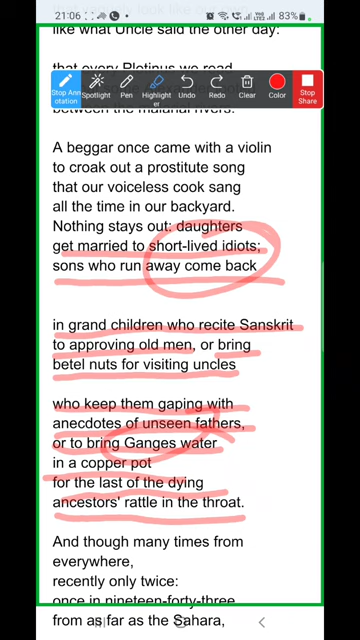 21:06
83%
like what Uncle said the other day:
that every Plotinus we read
Stop Ann
otation
Spotlight
Pen
Highlight
er
Undo
Redo
Clear
Color
Stop
Share
between the malarial rivers.
A beggar once came with a violin
to croak out a prostitute song
that our voiceless cook sang
all the time in our backyard.
Nothing stays out: daughters
get married to short-lived idiots;
sons who run away come back
in grand children who recite Sanskrit
to approving old men, or bring
betel nuts for visiting uncles
who keep them gaping with
anecdotes of unseen fathers,
or to bring Ganges water
in a copper pot
for the last of the dying
ancestors' rattle in the throat.
And though many times from
everywhere,
recently only twice:
once in nineteen-forty-three
from as far as the Sahara,